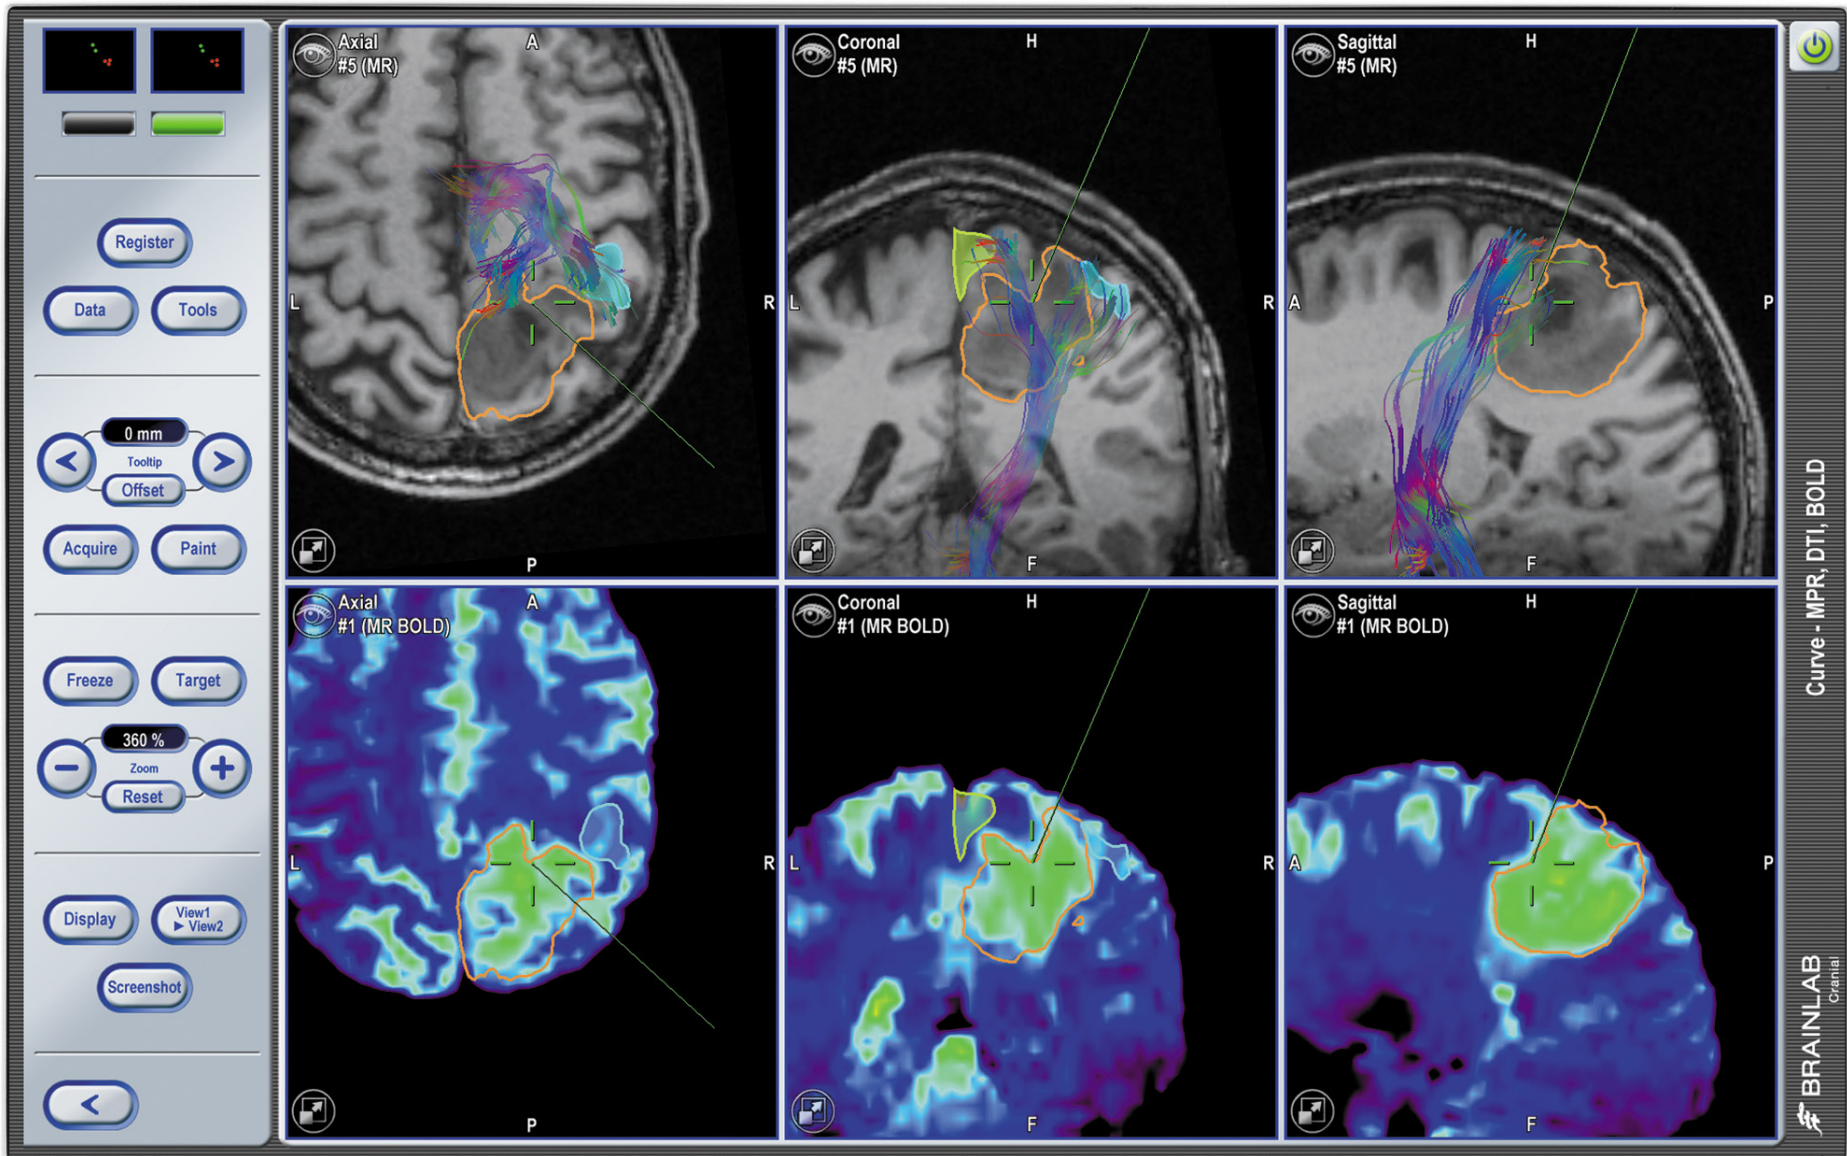 Register
Data
Tools
0 mm
Tooltip
Offset
Acquire
Paint
Freeze
Target
360 %
Zoom
Reset
Display
View1
▶ View2
Screenshot
Axial
#5 (MR)
A
L
R
P
Coronal
#5 (MR)
H
L
R
F
Sagittal
#5 (MR)
H
A
P
F
Axial
#1 (MR BOLD)
A
L
R
P
Coronal
#1 (MR BOLD)
H
L
R
F
Sagittal
#1 (MR BOLD)
H
A
P
F
Curve - MPR, DTI, BOLD
BRAINLAB
Cranial